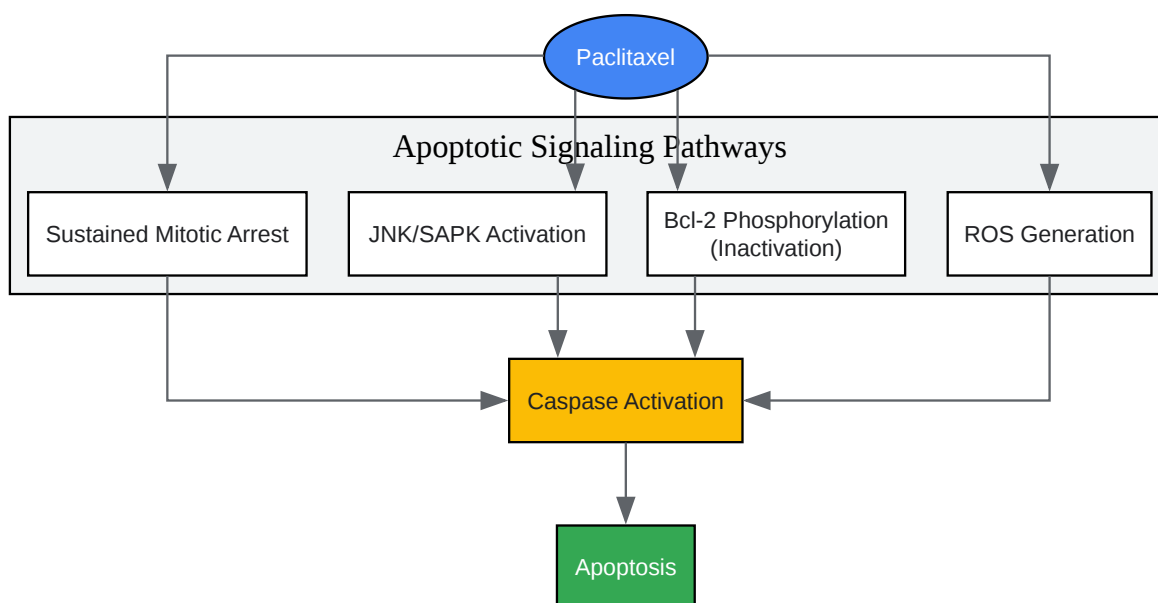 Paclitaxel
Apoptotic Signaling Pathways
Sustained Mitotic Arrest
JNK/SAPK Activation
Bcl-2 Phosphorylation
(Inactivation)
ROS Generation
Caspase Activation
Apoptosis